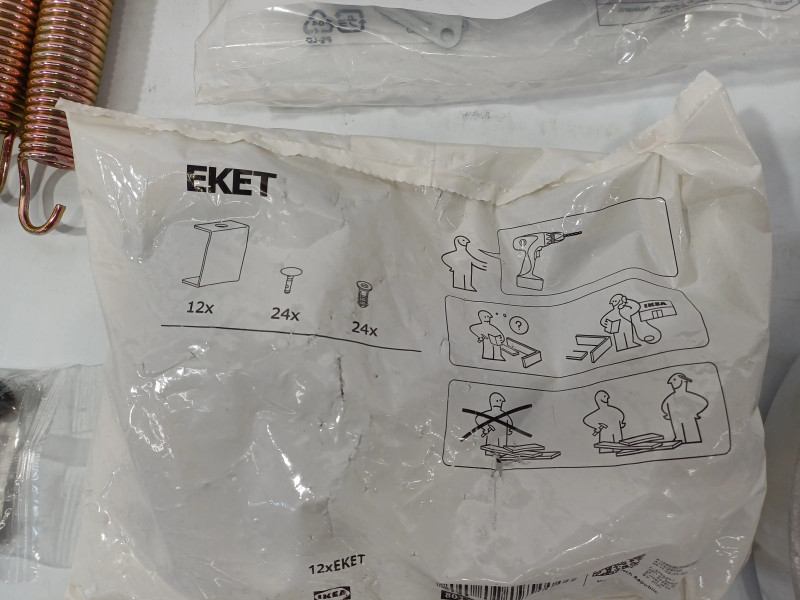 EKET
12x
24x
24x
?
IKEA
12xEKET
IKEA